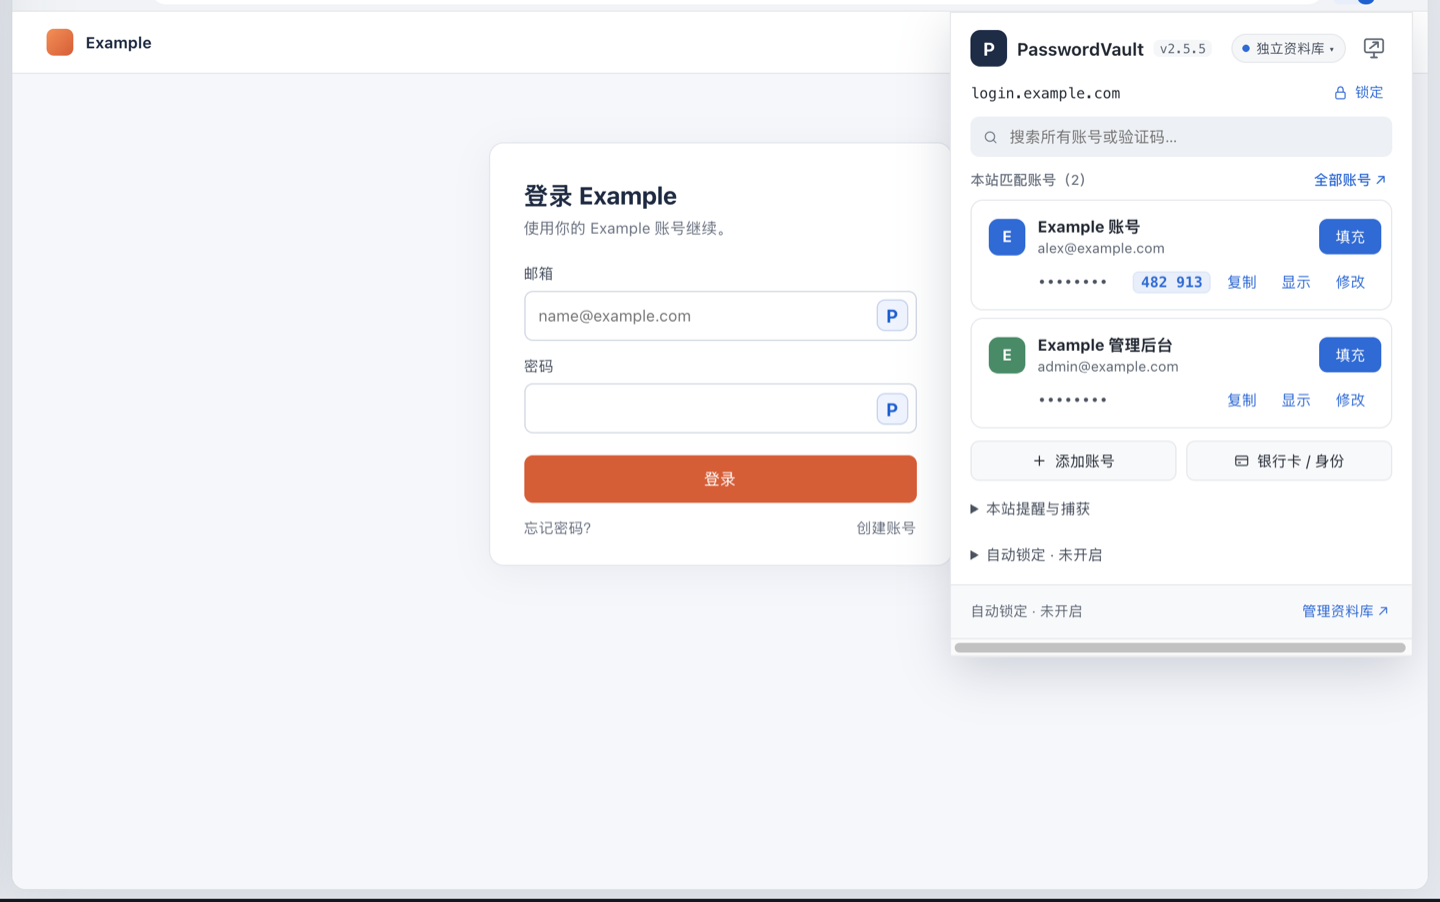 Example
登录 Example
使用你的 Example 账号继续。
邮箱
name@example.com P
密码
P
登录
忘记密码? 创建账号
P PasswordVault v2.5.5 独立资料库
login.example.com 锁定
搜索所有账号或验证码...
本站匹配账号（2） 全部账号
E Example 账号 填充
alex@example.com
•••••••• 482 913 复制 显示 修改
E Example 管理后台 填充
admin@example.com
•••••••• 复制 显示 修改
+ 添加账号 银行卡 / 身份
本站提醒与捕获
自动锁定 · 未开启
自动锁定 · 未开启 管理资料库